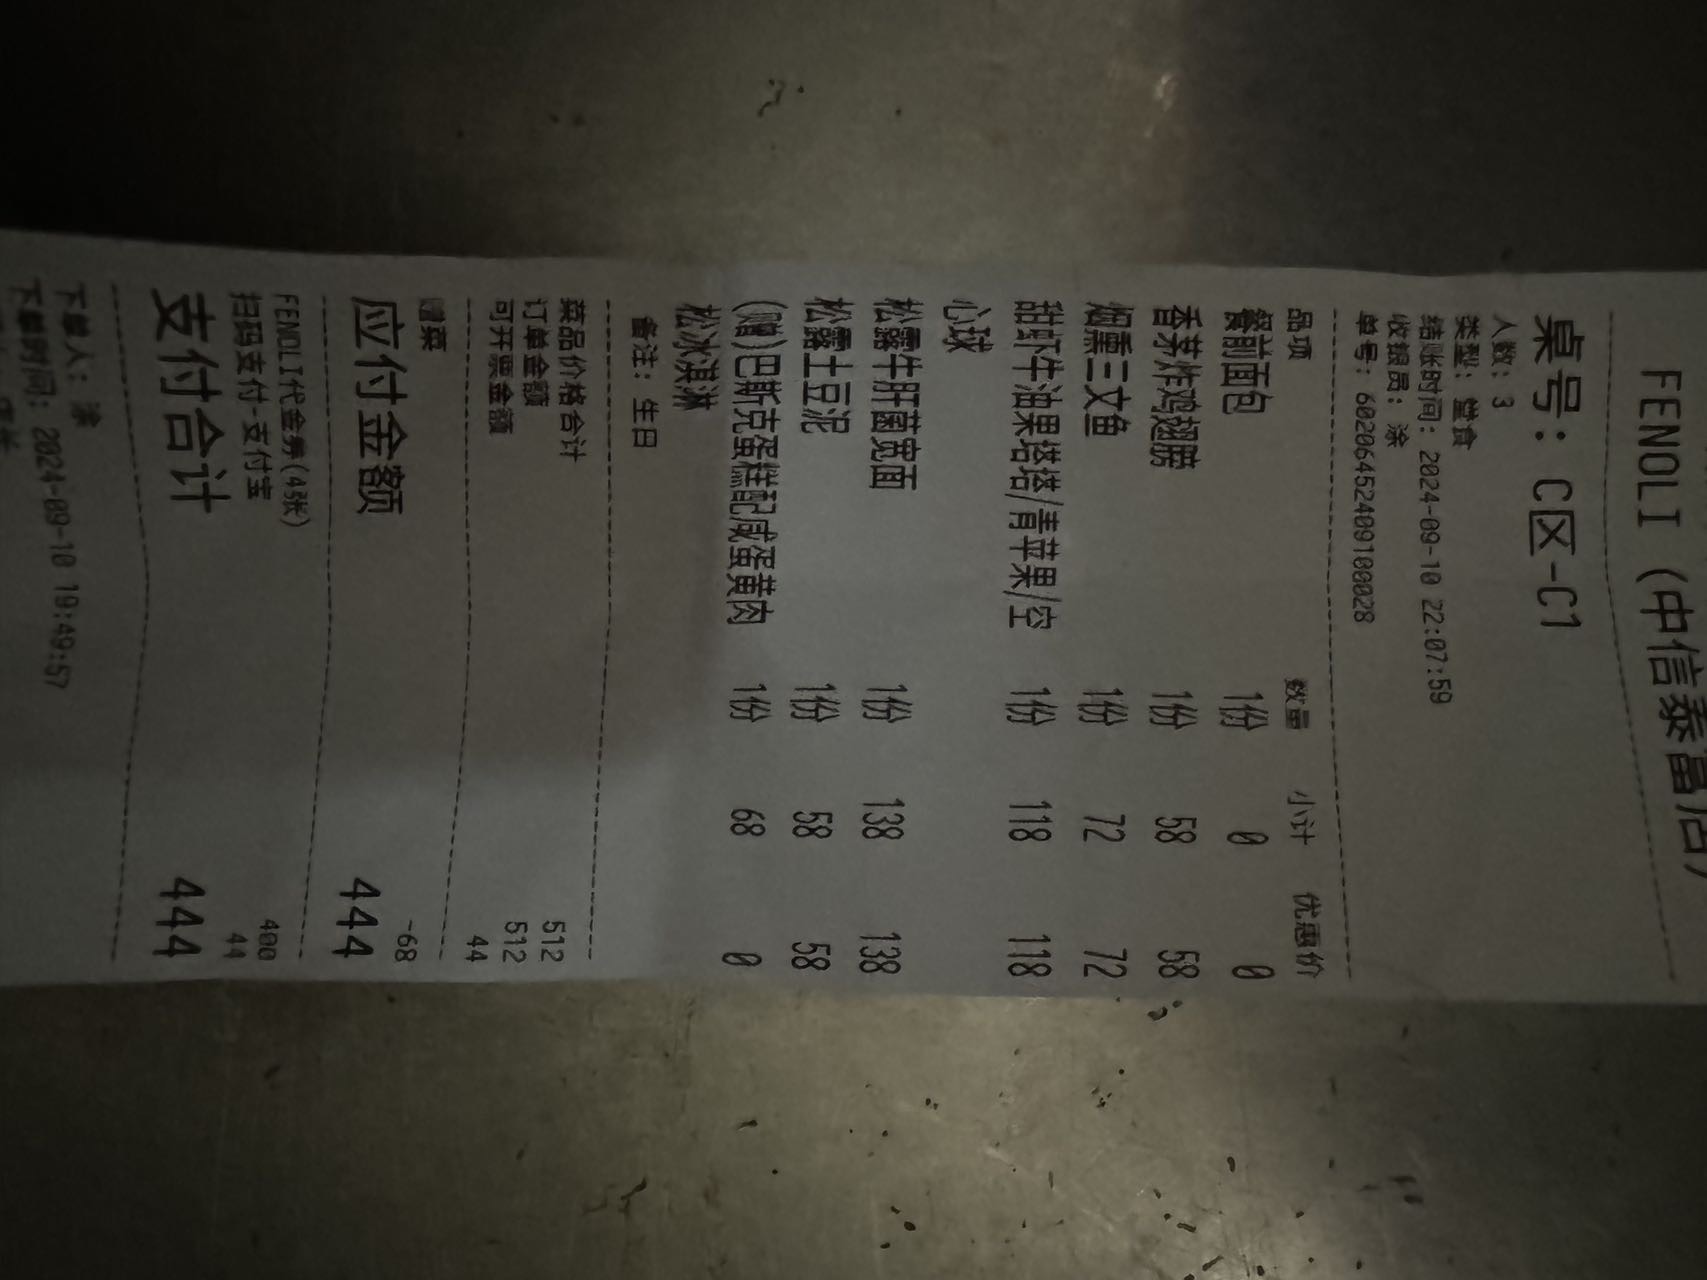 FENOLI (中信泰富店)
桌号: C区-C1
人数: 3
类型: 堂食
结账时间: 2024-09-10 22:07:59
收银员: 涂
单号: 60206452409100028
品项 数量 小计 优惠价
餐前面包 1份 0 0
香茅炸鸡翅膀 1份 58 58
烟熏三文鱼 1份 72 72
甜虾牛油果塔塔/青苹果/空 1份 118 118
心球
松露牛肝菌宽面 1份 138 138
松露土豆泥 1份 58 58
(赠)巴斯克蛋糕配咸蛋黄肉 1份 68 0
松冰淇淋
备注: 生日
菜品价格合计 512
订单金额 512
可开票金额 44
赠菜 -68
应付金额 444
FENOLI代金券(4张) 400
扫码支付-支付宝 44
支付合计 444
下单人: 涂
下单时间: 2024-09-10 19:49:57